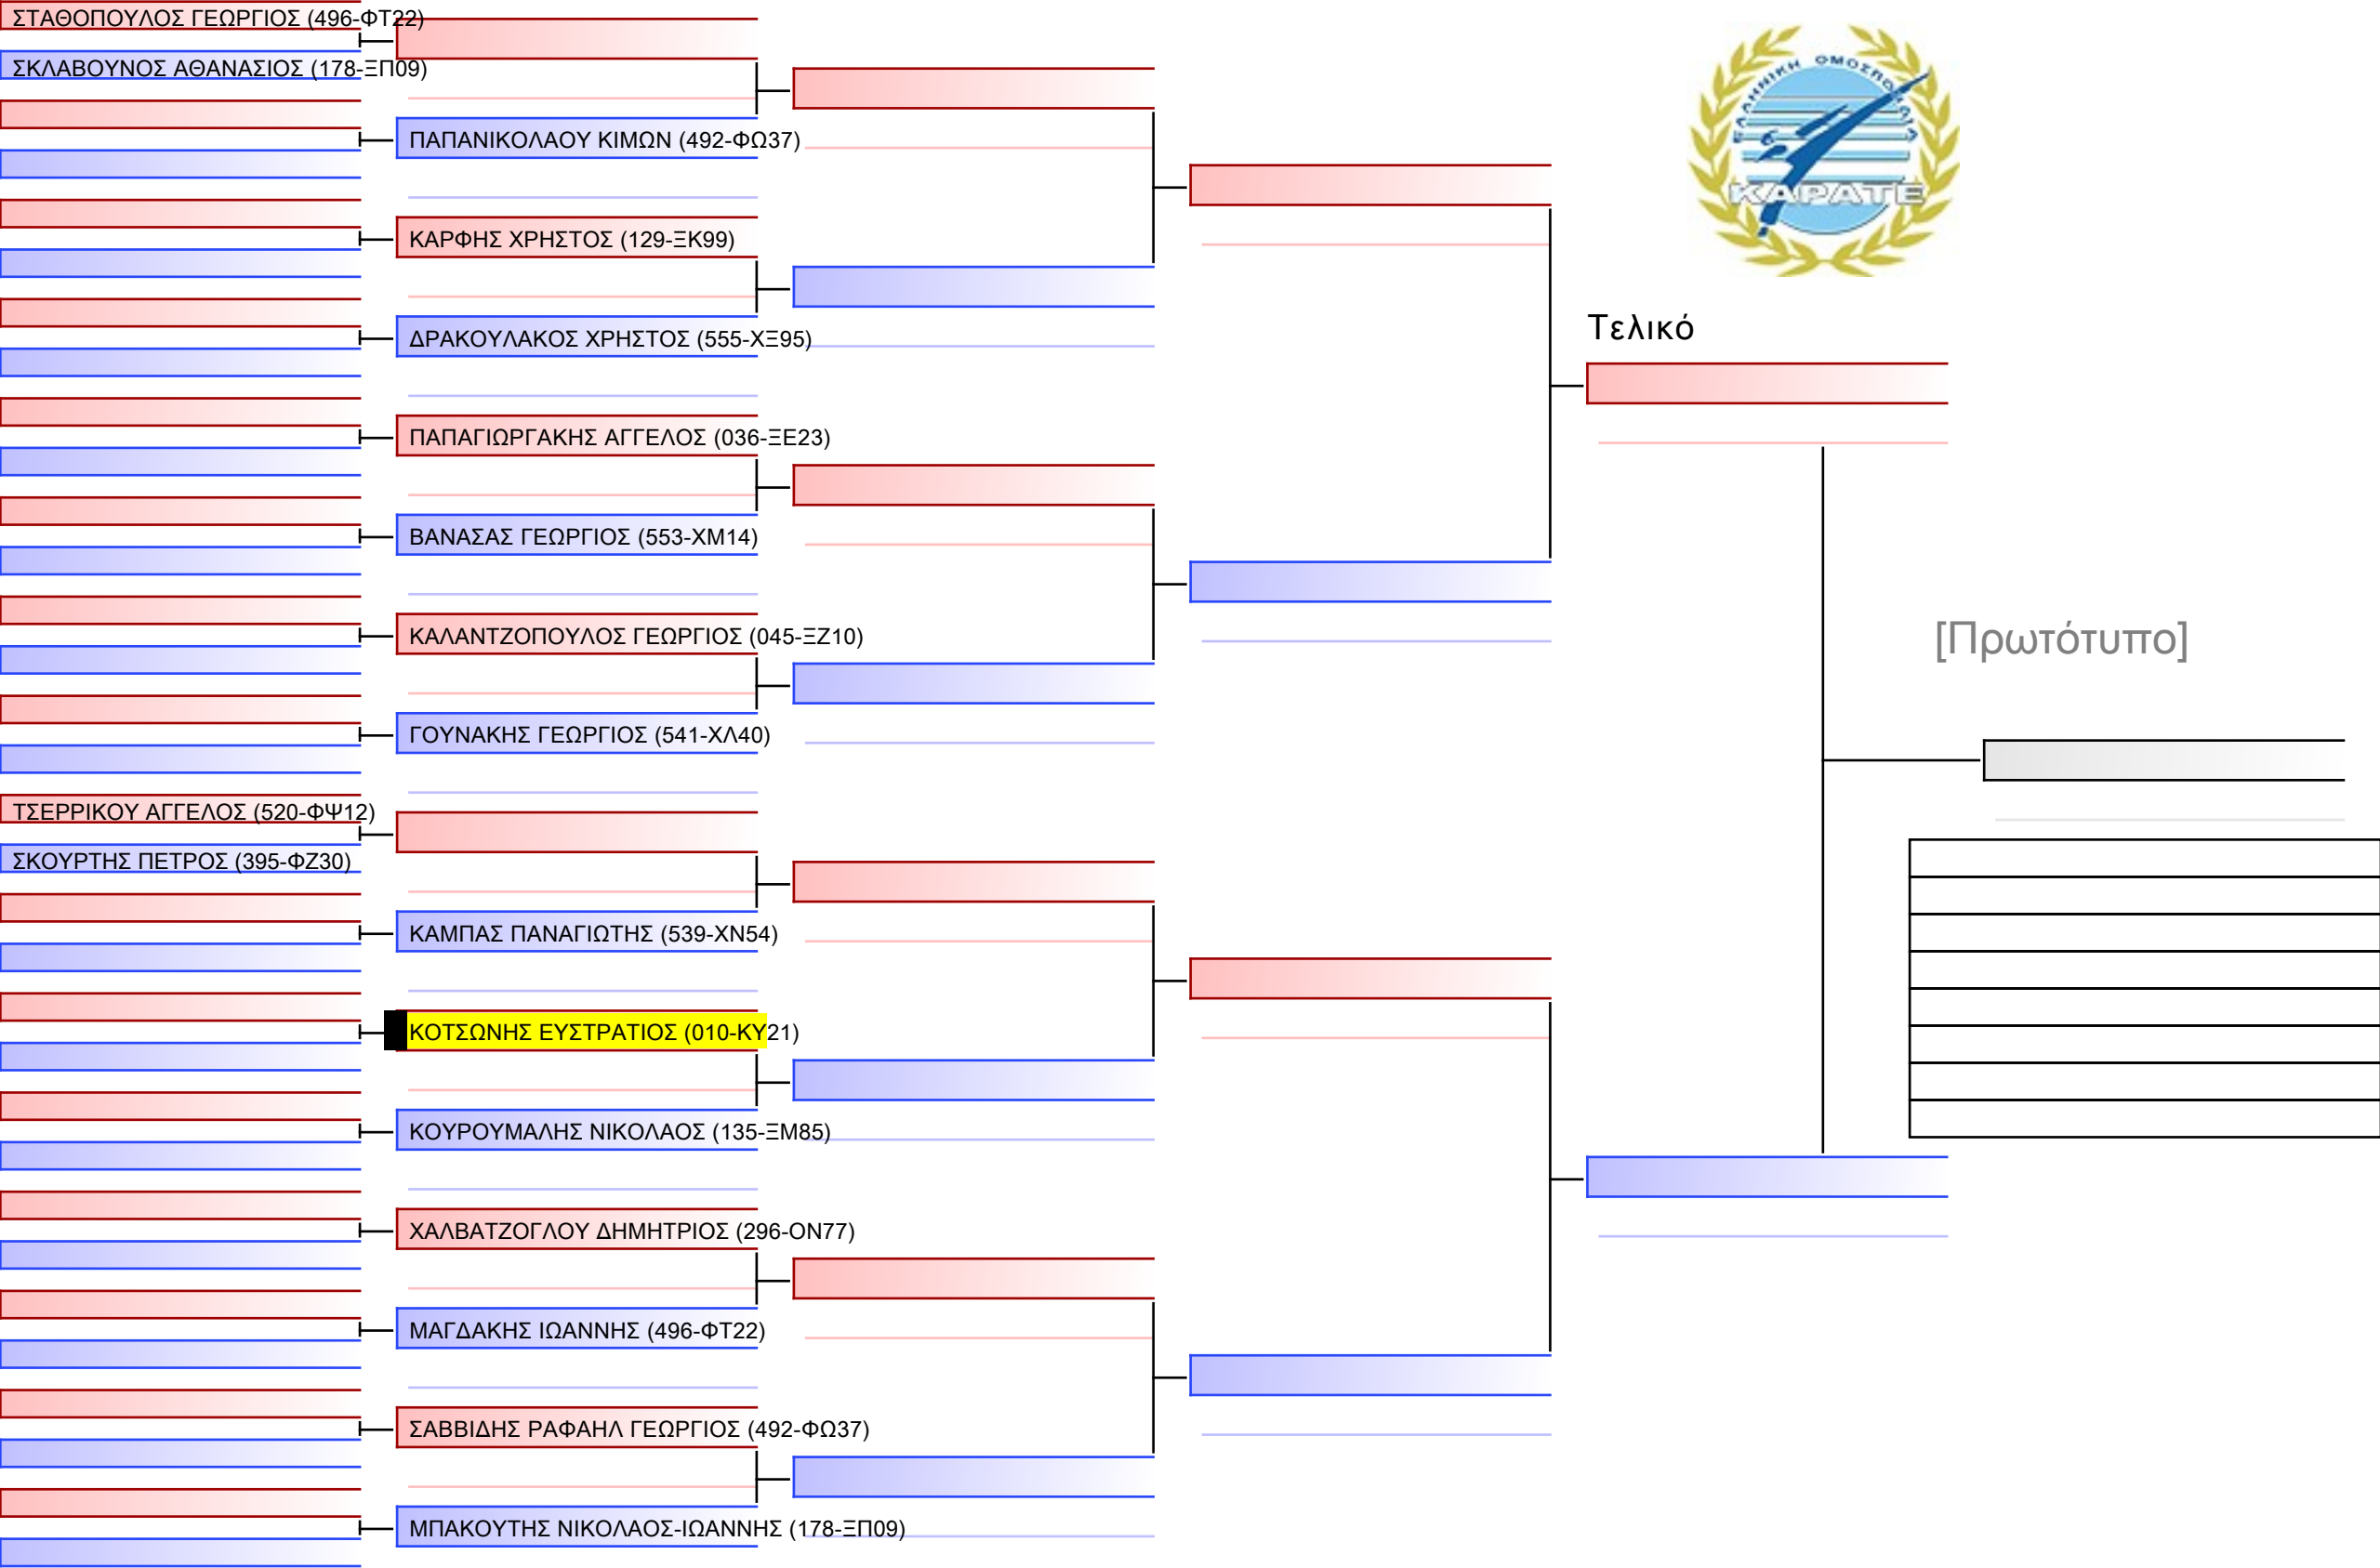 ΣΤΑΘΟΠΟΥΛΟΣ ΓΕΩΡΓΙΟΣ (496-ΦΤ22)
ΣΚΛΑΒΟΥΝΟΣ ΑΘΑΝΑΣΙΟΣ (178-ΞΠ09)
ΠΑΠΑΝΙΚΟΛΑΟΥ ΚΙΜΩΝ (492-ΦΩ37)
ΚΑΡΦΗΣ ΧΡΗΣΤΟΣ (129-ΞΚ99)
ΔΡΑΚΟΥΛΑΚΟΣ ΧΡΗΣΤΟΣ (555-ΧΞ95)
ΠΑΠΑΓΙΩΡΓΑΚΗΣ ΑΓΓΕΛΟΣ (036-ΞΕ23)
ΒΑΝΑΣΑΣ ΓΕΩΡΓΙΟΣ (553-ΧΜ14)
ΚΑΛΑΝΤΖΟΠΟΥΛΟΣ ΓΕΩΡΓΙΟΣ (045-ΞΖ10)
ΓΟΥΝΑΚΗΣ ΓΕΩΡΓΙΟΣ (541-ΧΛ40)
ΤΣΕΡΡΙΚΟΥ ΑΓΓΕΛΟΣ (520-ΦΨ12)
ΣΚΟΥΡΤΗΣ ΠΕΤΡΟΣ (395-ΦΖ30)
ΚΑΜΠΑΣ ΠΑΝΑΓΙΩΤΗΣ (539-ΧΝ54)
ΚΟΤΣΩΝΗΣ ΕΥΣΤΡΑΤΙΟΣ (010-ΚΥ21)
ΚΟΥΡΟΥΜΑΛΗΣ ΝΙΚΟΛΑΟΣ (135-ΞΜ85)
ΧΑΛΒΑΤΖΟΓΛΟΥ ΔΗΜΗΤΡΙΟΣ (296-ΟΝ77)
ΜΑΓΔΑΚΗΣ ΙΩΑΝΝΗΣ (496-ΦΤ22)
ΣΑΒΒΙΔΗΣ ΡΑΦΑΗΛ ΓΕΩΡΓΙΟΣ (492-ΦΩ37)
ΜΠΑΚΟΥΤΗΣ ΝΙΚΟΛΑΟΣ-ΙΩΑΝΝΗΣ (178-ΞΠ09)
ΕΛΛΗΝΙΚΗ ΟΜΟΣΠΟΝΔΙΑ
ΚΑΡΑΤΕ
Τελικό
[Πρωτότυπο]